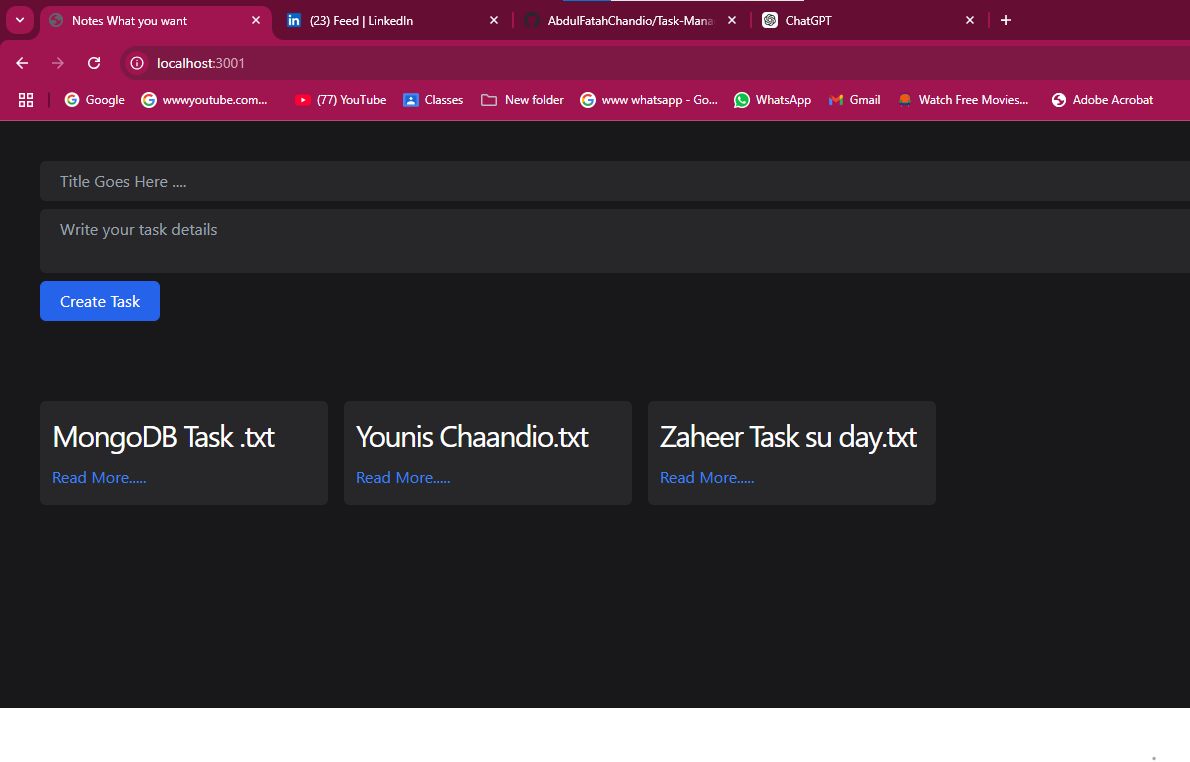 Notes What you want
(23) Feed | LinkedIn
AbdulFatahChandio/Task-Mana
ChatGPT
localhost:3001
Google
wwwyoutube.com...
(77) YouTube
Classes
New folder
www whatsapp - Go...
WhatsApp
Gmail
Watch Free Movies...
Adobe Acrobat
Title Goes Here ....
Write your task details
Create Task
MongoDB Task .txt
Younis Chaandio.txt
Zaheer Task su day.txt
Read More.....
Read More.....
Read More.....